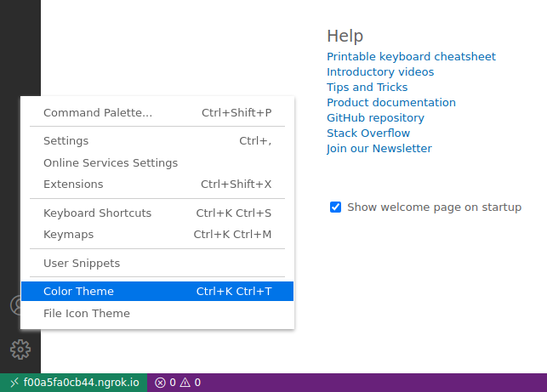 Help
Printable keyboard cheatsheet
Introductory videos
Tips and Tricks
Product documentation
GitHub repository
Stack Overflow
Join our Newsletter
Show welcome page on startup
Command Palette... Ctrl+Shift+P
Settings Ctrl+,
Online Services Settings
Extensions Ctrl+Shift+X
Keyboard Shortcuts Ctrl+K Ctrl+S
Keymaps Ctrl+K Ctrl+M
User Snippets
Color Theme Ctrl+K Ctrl+T
File Icon Theme
f00a5fa0cb44.ngrok.io 0 0